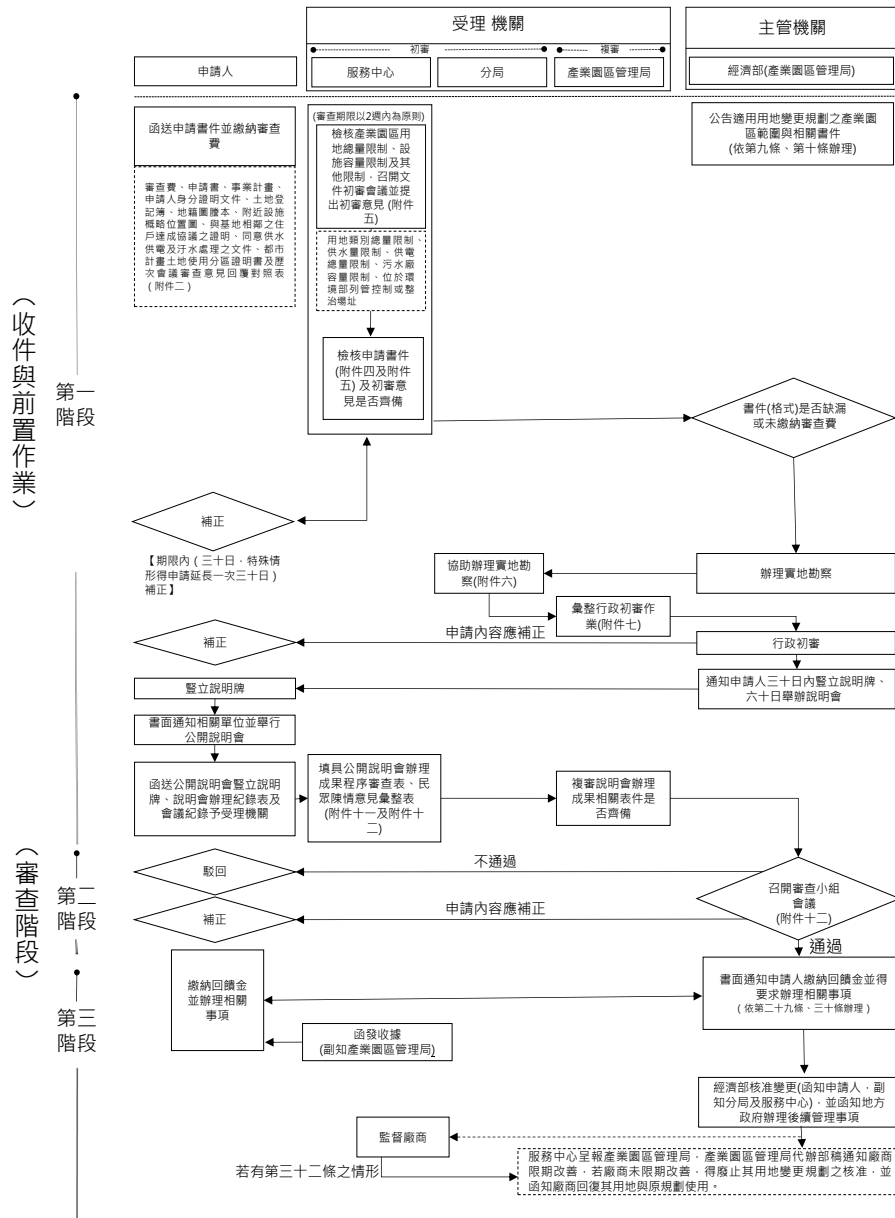 受理 機關
主管機關
初審
複審
申請人
服務中心
分局
產業園區管理局
經濟部(產業園區管理局)
函送申請書件並繳納審查
費
審查費、申請書、事業計畫、
申請人身分證明文件、土地登
記簿、地籍圖謄本、附近設施
概略位置圖、與基地相鄰之住
戶達成協議之證明、同意供水
供電及汙水處理之文件、都市
計畫土地使用分區證明書及歷
次會議審查意見回覆對照表
(附件二)
(審查期限以2週內為原則)
檢核產業園區用
地總量限制、設
施容量限制及其
他限制，召開文
件初審會議並提
出初審意見 (附件
五)
用地類別總量限制、
供水量限制、供電
總量限制、污水廠
容量限制、位於環
境部列管控制或整
治場址
檢核申請書件
(附件四及附件
五) 及初審意
見是否齊備
公告適用用地變更規劃之產業園
區範圍與相關書件
(依第九條、第十條辦理)
(收件與前置作業)
第一
階段
書件(格式)是否缺漏
或未繳納審查費
補正
【期限內 ( 三十日，特殊情
形得申請延長一次三十日 )
補正】
協助辦理實地勘
察(附件六)
辦理實地勘察
彙整行政初審作
業(附件七)
申請內容應補正
補正
行政初審
豎立說明牌
通知申請人三十日內豎立說明牌、
六十日舉辦說明會
書面通知相關單位並舉行
公開說明會
函送公開說明會豎立說明
牌、說明會辦理紀錄表及
會議紀錄予受理機關
填具公開說明會辦理
成果程序審查表、民
眾陳情意見彙整表
(附件十一及附件十
二)
複審說明會辦理
成果相關表件是
否齊備
(審查階段)
第二
階段
不通過
駁回
召開審查小組
會議
(附件十二)
申請內容應補正
補正
通過
第三
階段
繳納回饋金
並辦理相關
事項
書面通知申請人繳納回饋金並得
要求辦理相關事項
(依第二十九條、三十條辦理)
函發收據
(副知產業園區管理局)
經濟部核准變更(函知申請人，副
知分局及服務中心)，並函知地方
政府辦理後續管理事項
監督廠商
若有第三十二條之情形
服務中心呈報產業園區管理局，產業園區管理局代辦部稿通知廠商
限期改善，若廠商未限期改善，得廢止其用地變更規劃之核准，並
函知廠商回復其用地與原規劃使用。